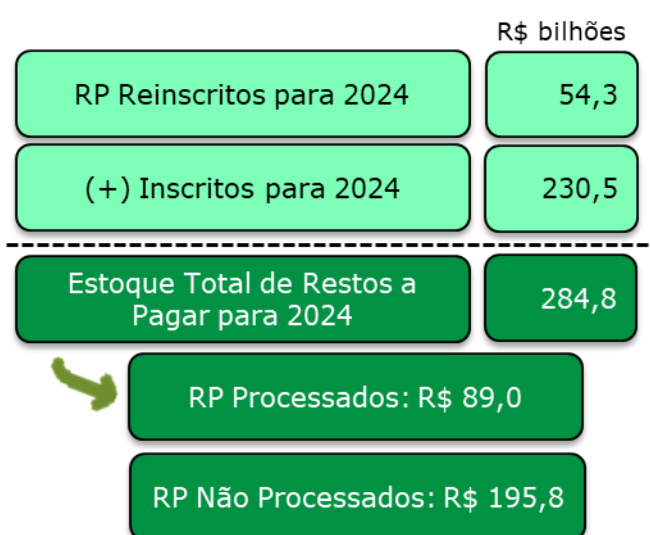 R$ bilhões
RP Reinscritos para 2024
54,3
(+) Inscritos para 2024
230,5
Estoque Total de Restos a
Pagar para 2024
284,8
RP Processados: R$ 89,0
RP Não Processados: R$ 195,8